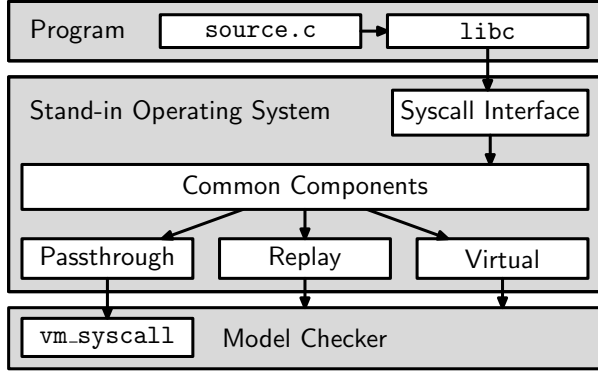 Program source.c libc
Stand-in Operating System Syscall Interface
Common Components
Passthrough Replay Virtual
vm_syscall Model Checker